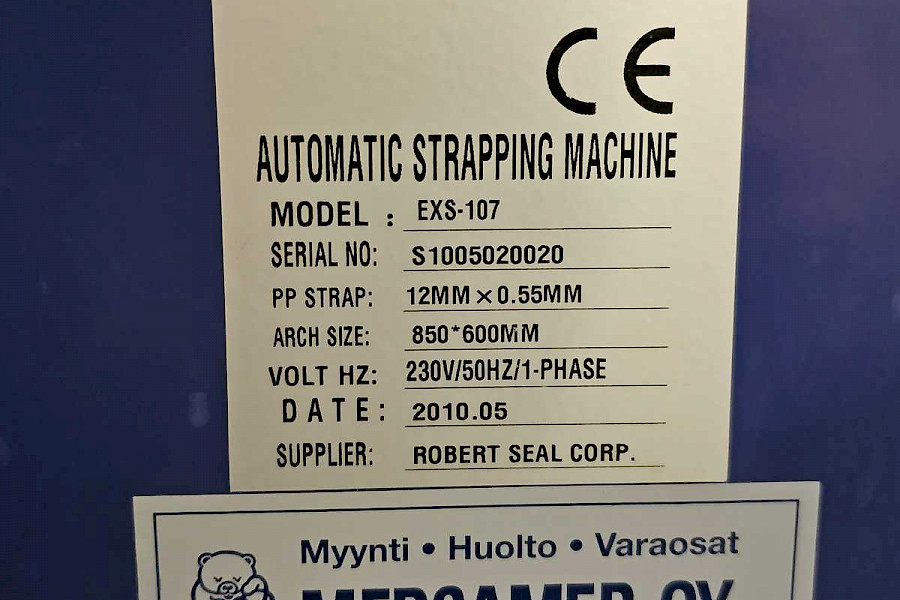 CE
AUTOMATIC STRAPPING MACHINE
MODEL : EXS-107
SERIAL NO: S1005020020
PP STRAP: 12MM×0.55MM
ARCH SIZE: 850*600MM
VOLT HZ: 230V/50HZ/1-PHASE
DATE: 2010.05
SUPPLIER: ROBERT SEAL CORP.
Myynti • Huolto • Varaosat
OY